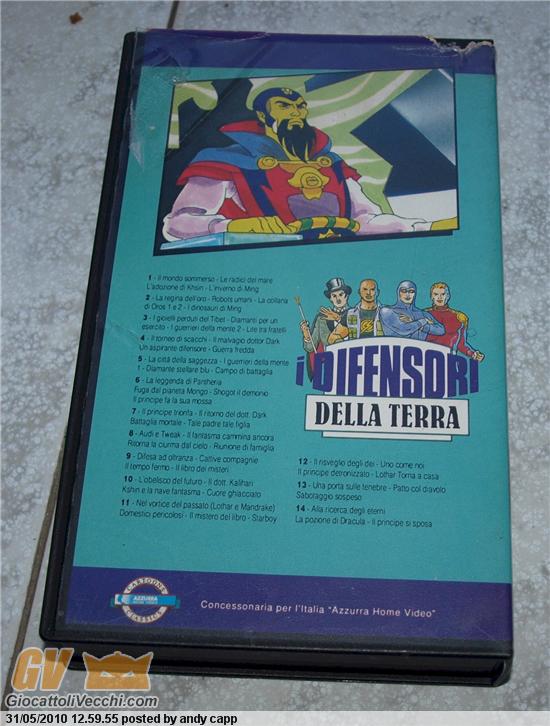 1 - Il mondo sommerso - Le radici del mare
L'adozione di Khsin - L'inverno di Ming
2 - La regina dell'oro - Robots umani - La collana
di Oros 1 e 2 - I dinosauri di Ming
3 - I gioielli perduti del Tibet - Diamanti per un
esercito - I guerrieri della mente 2 - Lite tra fratelli
4 - Il torneo di scacchi - Il malvagio dottor Dark
Un aspirante difensore - Guerra fredda
5 - La città della saggezza - I guerrieri della mente
1 - Diamante stellare blu - Campo di battaglia
6 - La leggenda di Pantheria
Fuga dal pianeta Mongo - Shogot il demonio
Il principe fa la sua mossa
7 - Il principe trionfa - Il ritorno del dott. Dark
Battaglia mortale - Tale padre tale figlia
8 - Audi e Tweak - Il fantasma cammina ancora
Ritorna la ciurma dal cielo - Riunione di famiglia
9 - Difesa ad oltranza - Cattive compagnie
Il tempo fermo - Il libro dei misteri
10 - L'obelisco del futuro - Il dott. Kalihari
Kshin e la nave fantasma - Cuore ghiacciato
11 - Nel vortice del passato (Lothar e Mandrake)
Domestici pericolosi - Il mistero del libro - Starboy
i DIFENSORI
DELLA TERRA
12 - Il risveglio degli dei - Uno come noi
Il principe detronizzato - Lothar Torna a casa
13 - Una porta sulle tenebre - Patto col diavolo
Sabotaggio sospeso
14 - Alla ricerca degli eterni
La pozione di Dracula - Il principe si sposa
CARTOONS
AZZURRA
HOME VIDEO
CLASSICS
Concessionaria per l'Italia "Azzurra Home Video"
GV
GiocattoliVecchi.com
31/05/2010 12.59.55 posted by andy capp